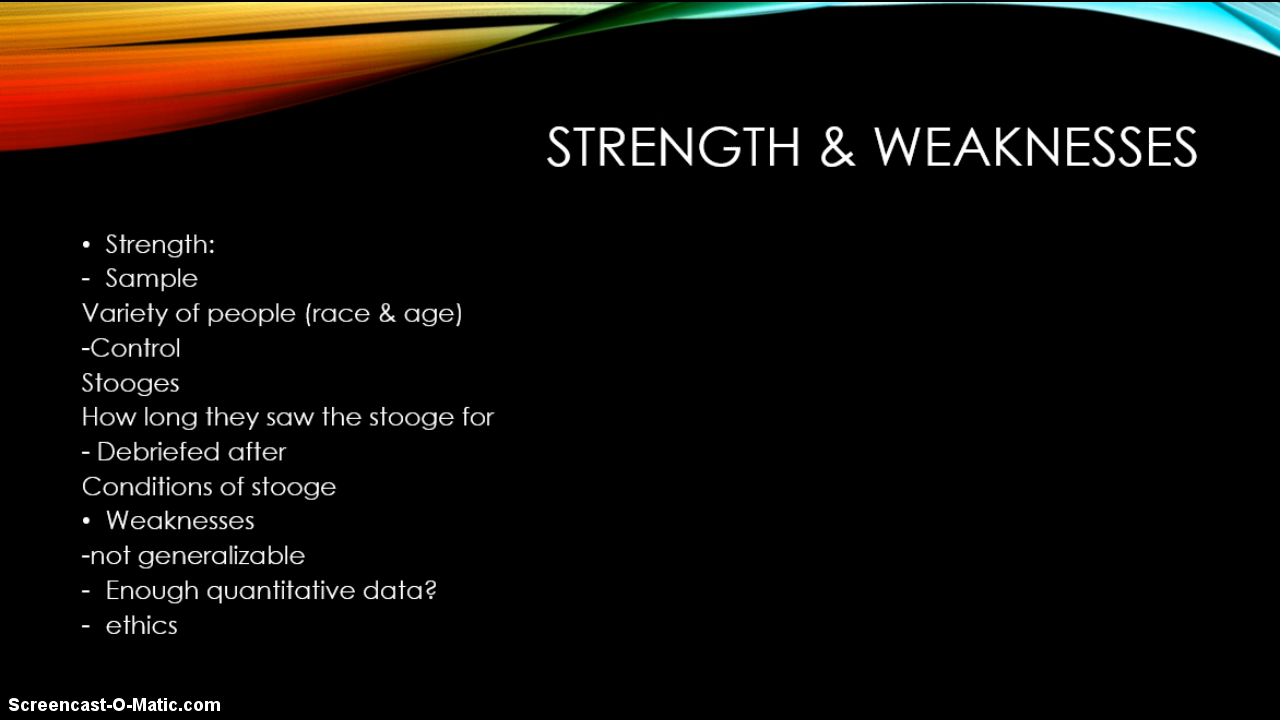 STRENGTH & WEAKNESSES
• Strength:
- Sample
Variety of people (race & age)
-Control
Stooges
How long they saw the stooge for
- Debriefed after
Conditions of stooge
• Weaknesses
-not generalizable
- Enough quantitative data?
- ethics
Screencast-O-Matic.com